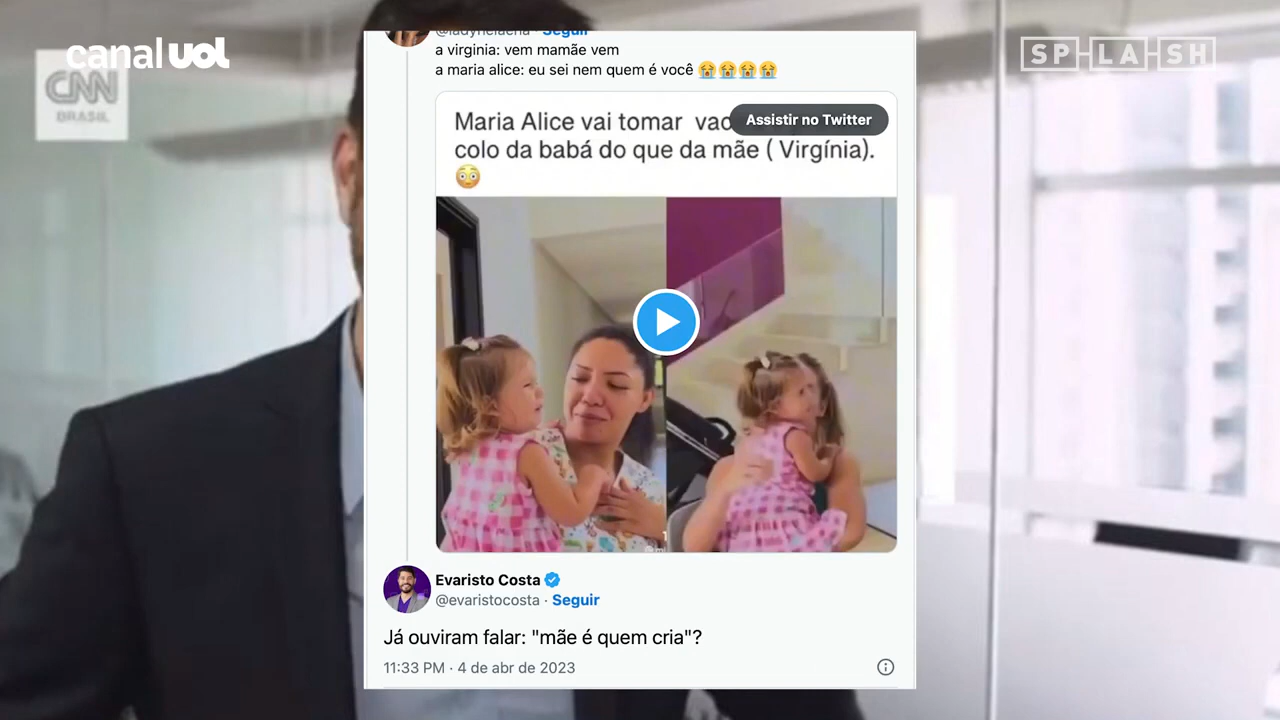 canal UOL
SPLASH
CNN
BRASIL
@ladyhelaena · Seguir
a virginia: vem mamãe vem
a maria alice: eu sei nem quem é você 😭😭😭😭
Maria Alice vai tomar vac
Assistir no Twitter
colo da babá do que da mãe ( Virgínia).
😳
Evaristo Costa
@evaristocosta · Seguir
Já ouviram falar: "mãe é quem cria"?
11:33 PM · 4 de abr de 2023